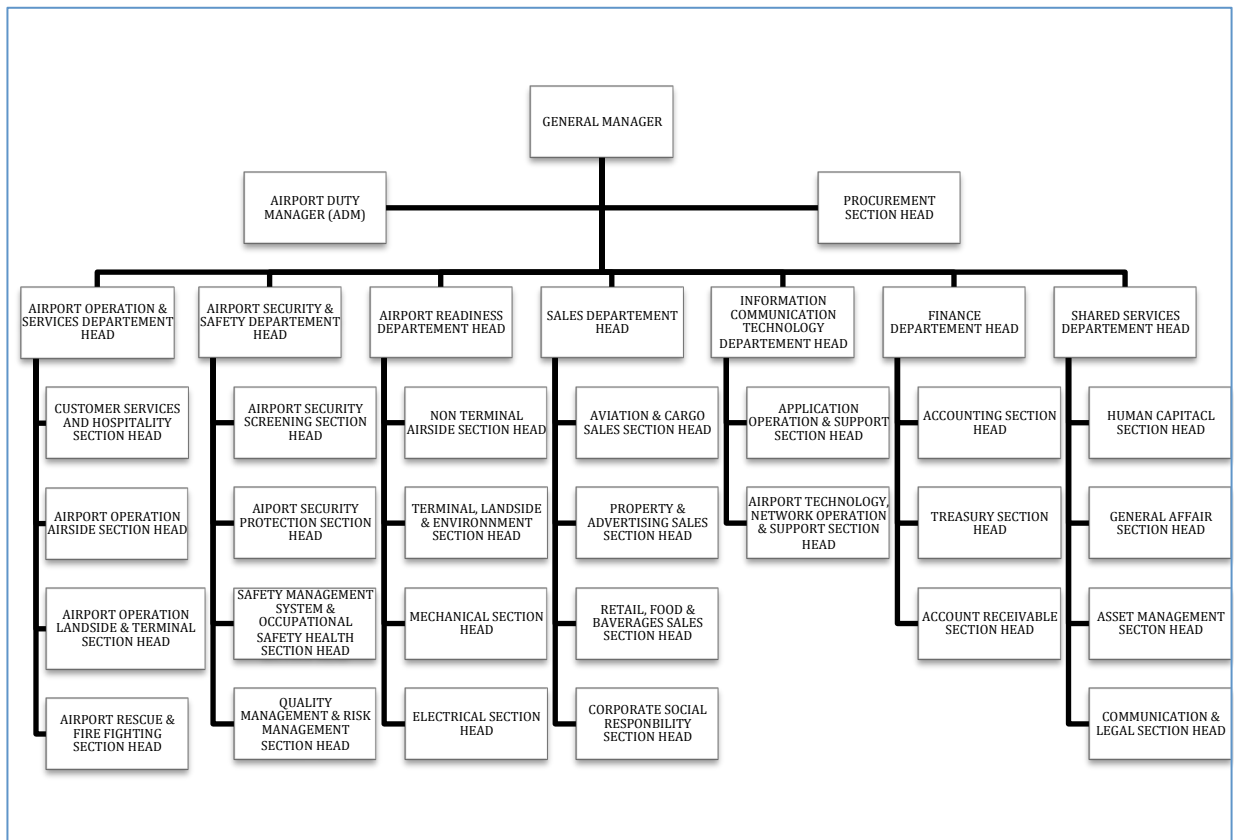 GENERAL MANAGER
AIRPORT DUTY
MANAGER (ADM)
PROCUREMENT
SECTION HEAD
AIRPORT OPERATION &
SERVICES DEPARTEMENT
HEAD
AIRPORT SECURITY &
SAFETY DEPARTEMENT
HEAD
AIRPORT READINESS
DEPARTEMENT HEAD
SALES DEPARTEMENT
HEAD
INFORMATION
COMMUNICATION
TECHNOLOGY
DEPARTEMENT HEAD
FINANCE
DEPARTEMENT HEAD
SHARED SERVICES
DEPARTEMENT HEAD
CUSTOMER SERVICES
AND HOSPITALITY
SECTION HEAD
AIRPORT SECURITY
SCREENING SECTION
HEAD
NON TERMINAL
AIRSIDE SECTION HEAD
AVIATION & CARGO
SALES SECTION HEAD
APPLICATION
OPERATION & SUPPORT
SECTION HEAD
ACCOUNTING SECTION
HEAD
HUMAN CAPITACL
SECTION HEAD
AIRPORT OPERATION
AIRSIDE SECTION HEAD
AIPORT SECURITY
PROTECTION SECTION
HEAD
TERMINAL, LANDSIDE
& ENVIRONNMENT
SECTION HEAD
PROPERTY &
ADVERTISING SALES
SECTION HEAD
AIRPORT TECHNOLOGY,
NETWORK OPERATION
& SUPPORT SECTION
HEAD
TREASURY SECTION
HEAD
GENERAL AFFAIR
SECTION HEAD
AIRPORT OPERATION
LANDSIDE & TERMINAL
SECTION HEAD
SAFETY MANAGEMENT
SYSTEM &
OCCUPATIONAL
SAFETY HEALTH
SECTION HEAD
MECHANICAL SECTION
HEAD
RETAIL, FOOD &
BAVERAGES SALES
SECTION HEAD
ACCOUNT RECEIVABLE
SECTION HEAD
ASSET MANAGEMENT
SECTON HEAD
AIRPORT RESCUE &
FIRE FIGHTING
SECTION HEAD
QUALITY
MANAGEMENT & RISK
MANAGEMENT
SECTION HEAD
ELECTRICAL SECTION
HEAD
CORPORATE SOCIAL
RESPONBILITY
SECTION HEAD
COMMUNICATION &
LEGAL SECTION HEAD